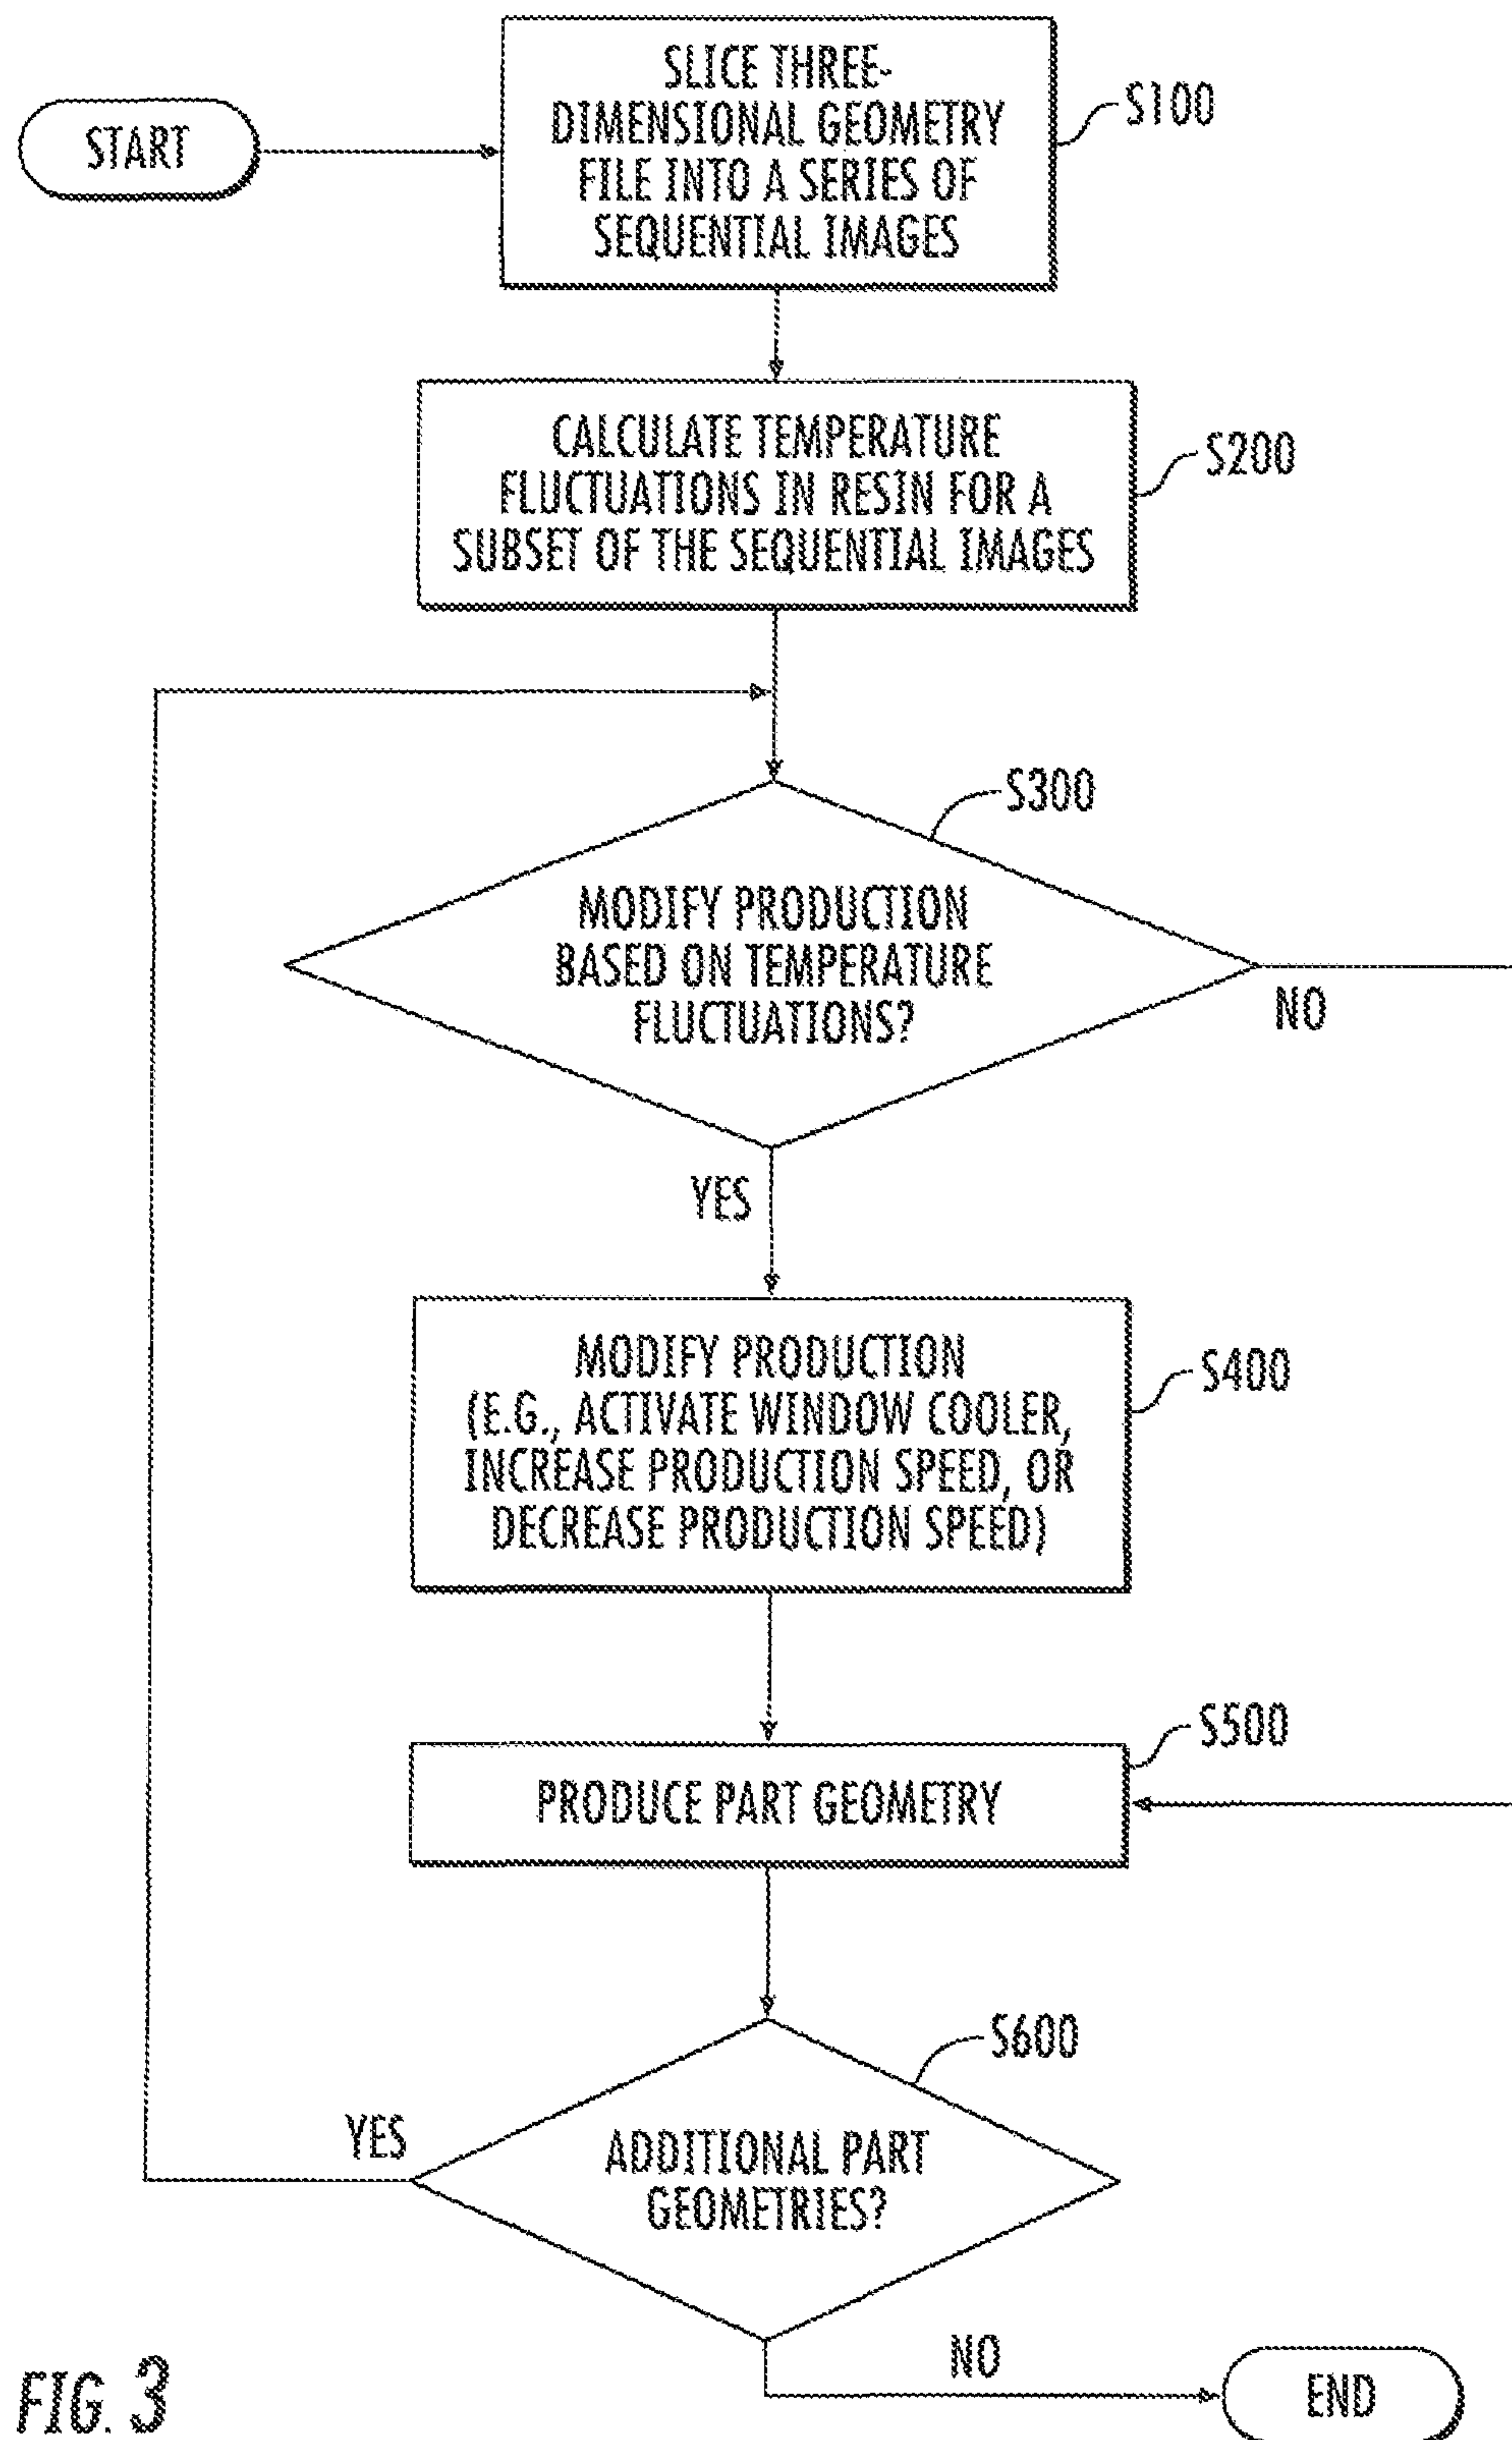 START
SLICE THREE-
DIMENSIONAL GEOMETRY
FILE INTO A SERIES OF
SEQUENTIAL IMAGES
S100
CALCULATE TEMPERATURE
FLUCTUATIONS IN RESIN FOR A
SUBSET OF THE SEQUENTIAL IMAGES
S200
S300
MODIFY PRODUCTION
BASED ON TEMPERATURE
FLUCTUATIONS?
NO
YES
MODIFY PRODUCTION
(E.G., ACTIVATE WINDOW COOLER,
INCREASE PRODUCTION SPEED, OR
DECREASE PRODUCTION SPEED)
S400
S500
PRODUCE PART GEOMETRY
S600
YES
ADDITIONAL PART
GEOMETRIES?
NO
END
FIG. 3